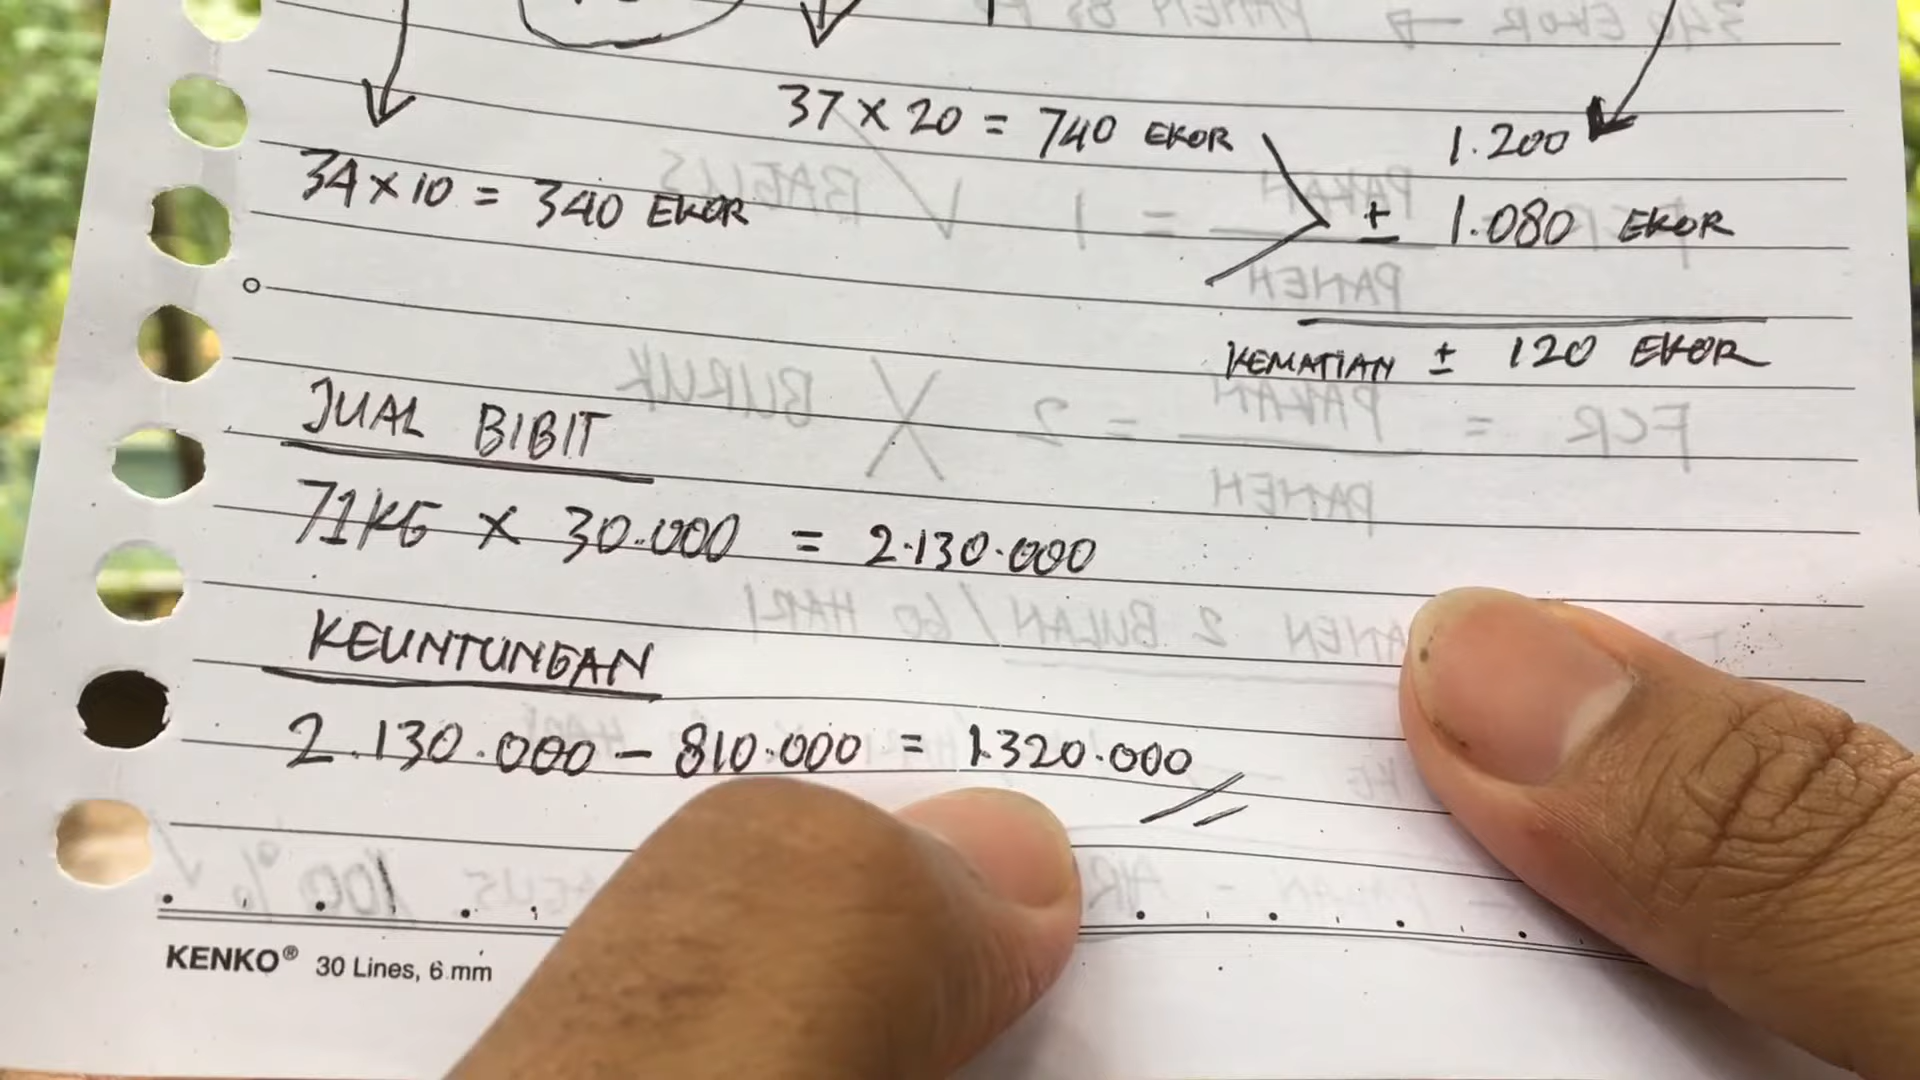 37 × 20 = 740 EKOR
1.200
34 × 10 = 340 EKOR
± 1.080 EKOR
KEMATIAN ± 120 EKOR
JUAL BIBIT
71KG × 30.000 = 2.130.000
KEUNTUNGAN
2.130.000 – 810.000 = 1.320.000
KENKO® 30 Lines, 6 mm